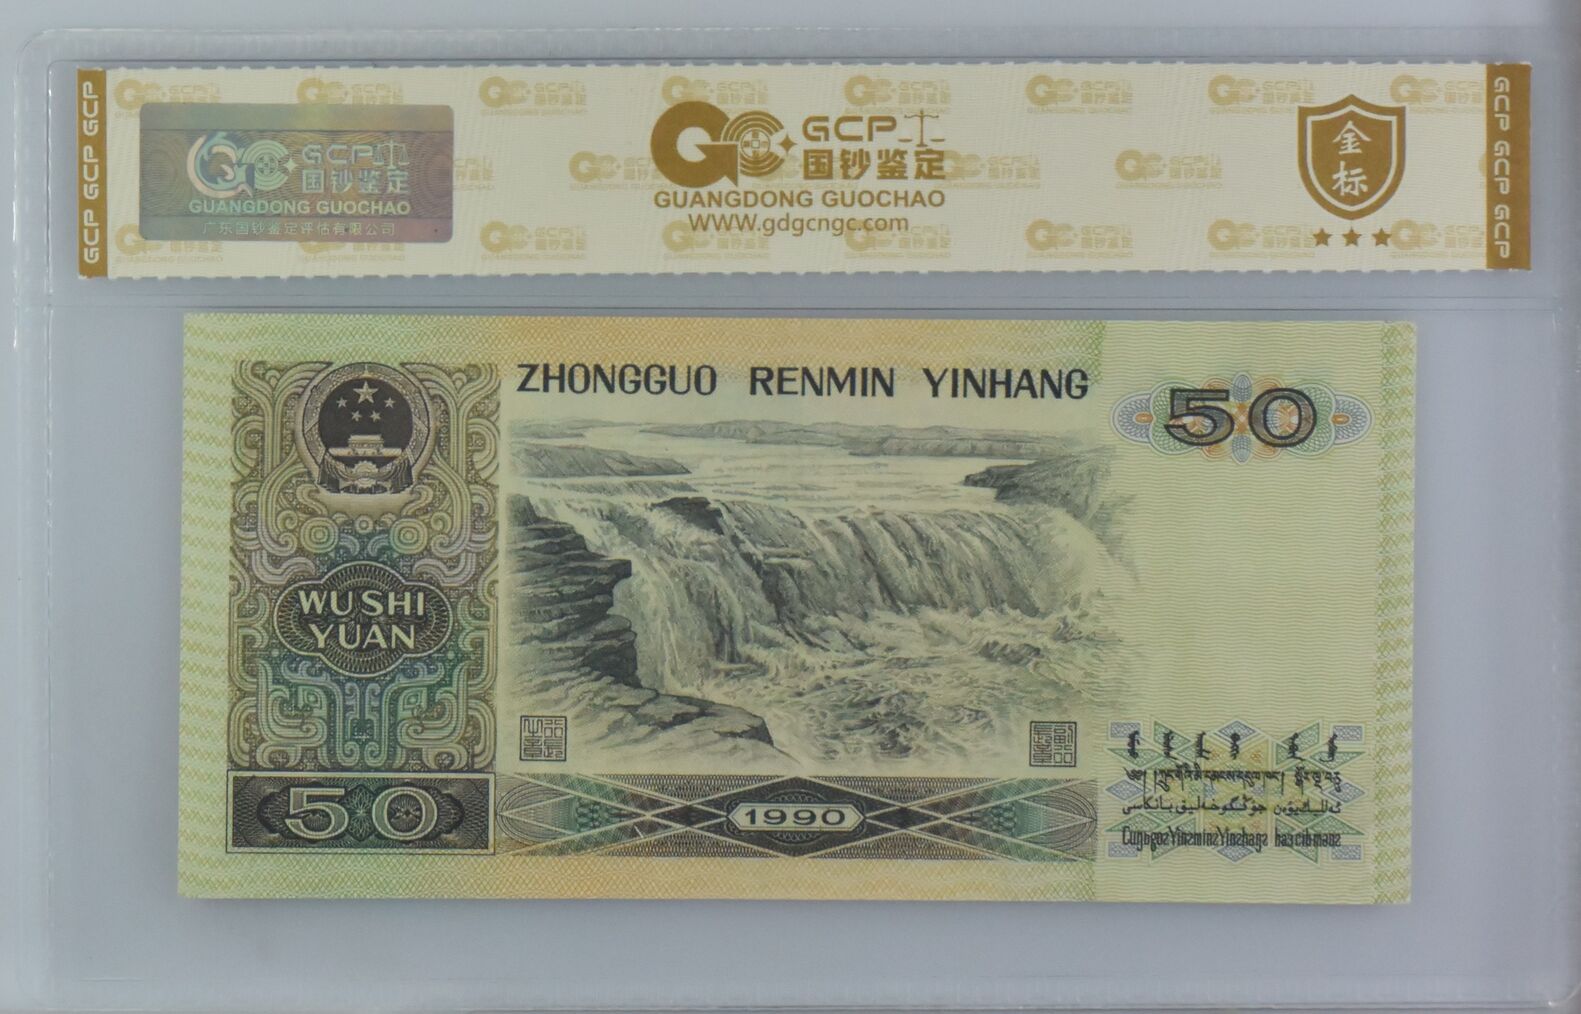 GCP GCP GCP
GCP
国钞鉴定
GUANGDONG GUOCHAO
广东国钞鉴定评估有限公司
GCP
国钞鉴定
GUANGDONG GUOCHAO
WWW.gdgcngc.com
金
标
GCP GCP GCP
ZHONGGUO RENMIN YINHANG
50
WU SHI
YUAN
50
1990